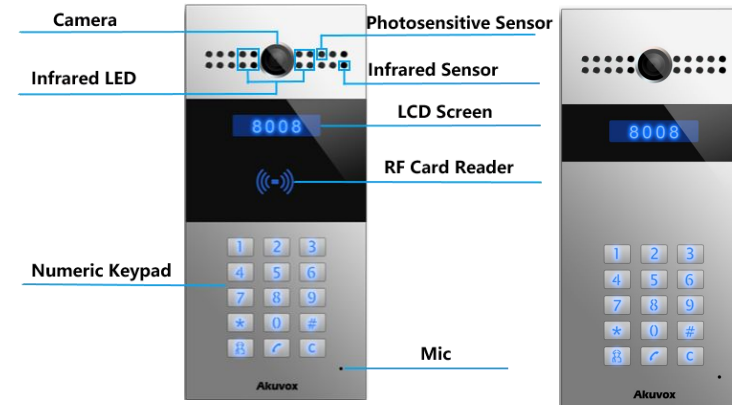 Camera
Photosensitive Sensor
Infrared LED
Infrared Sensor
LCD Screen
8008
8008
RF Card Reader
Numeric Keypad
1 2 3
4 5 6
7 8 9
* 0 #
C
1 2 3
4 5 6
7 8 9
* 0 #
C
Mic
Akuvox
Akuvox